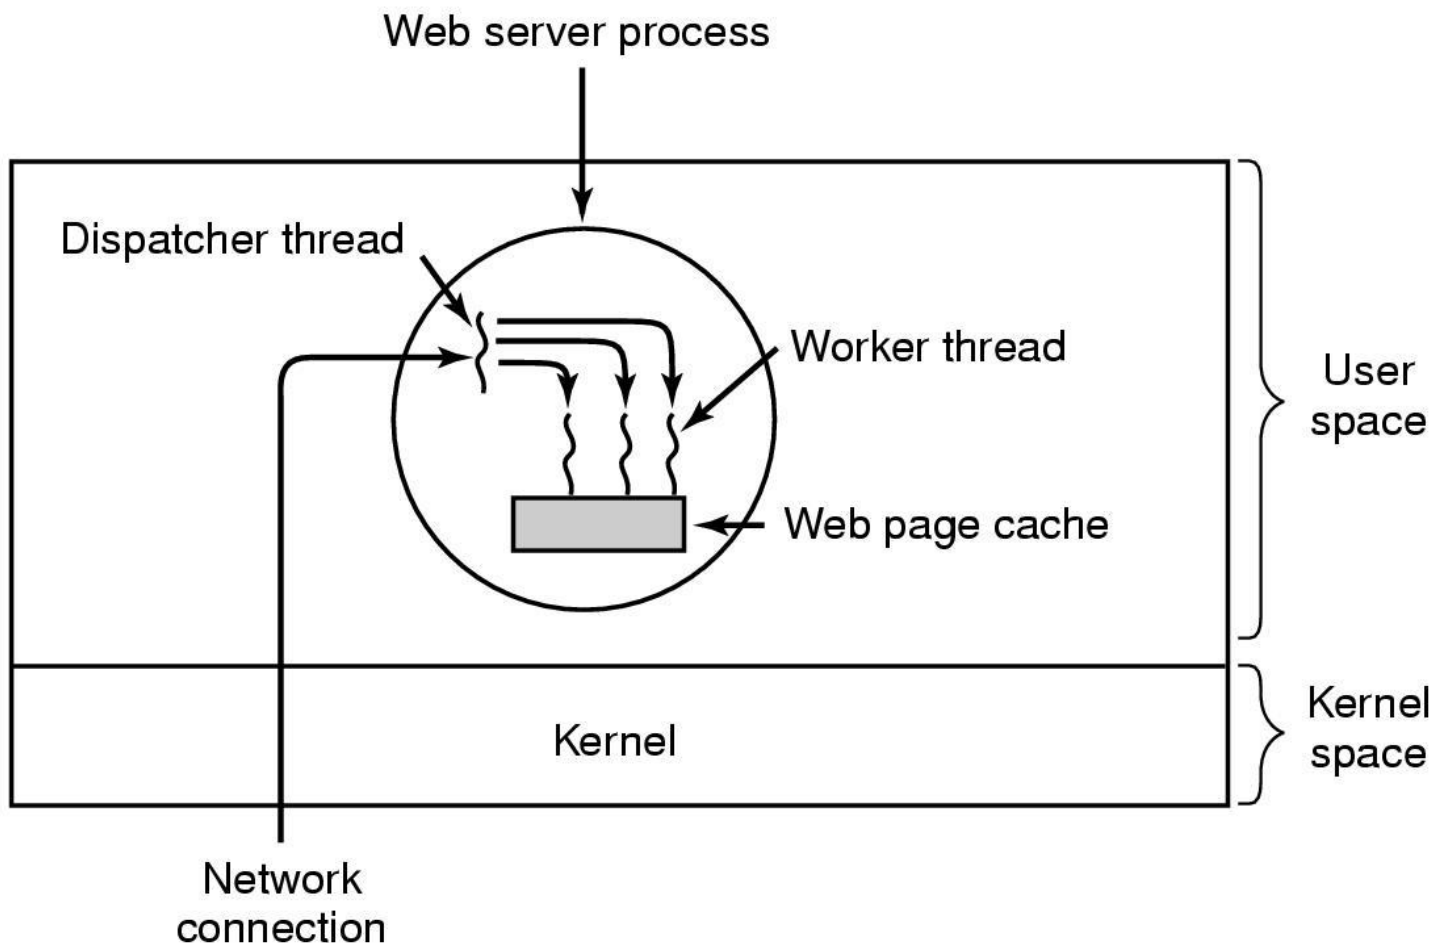 Web server process
Dispatcher thread
Worker thread
User
space
Web page cache
Kernel
Kernel
space
Network
connection